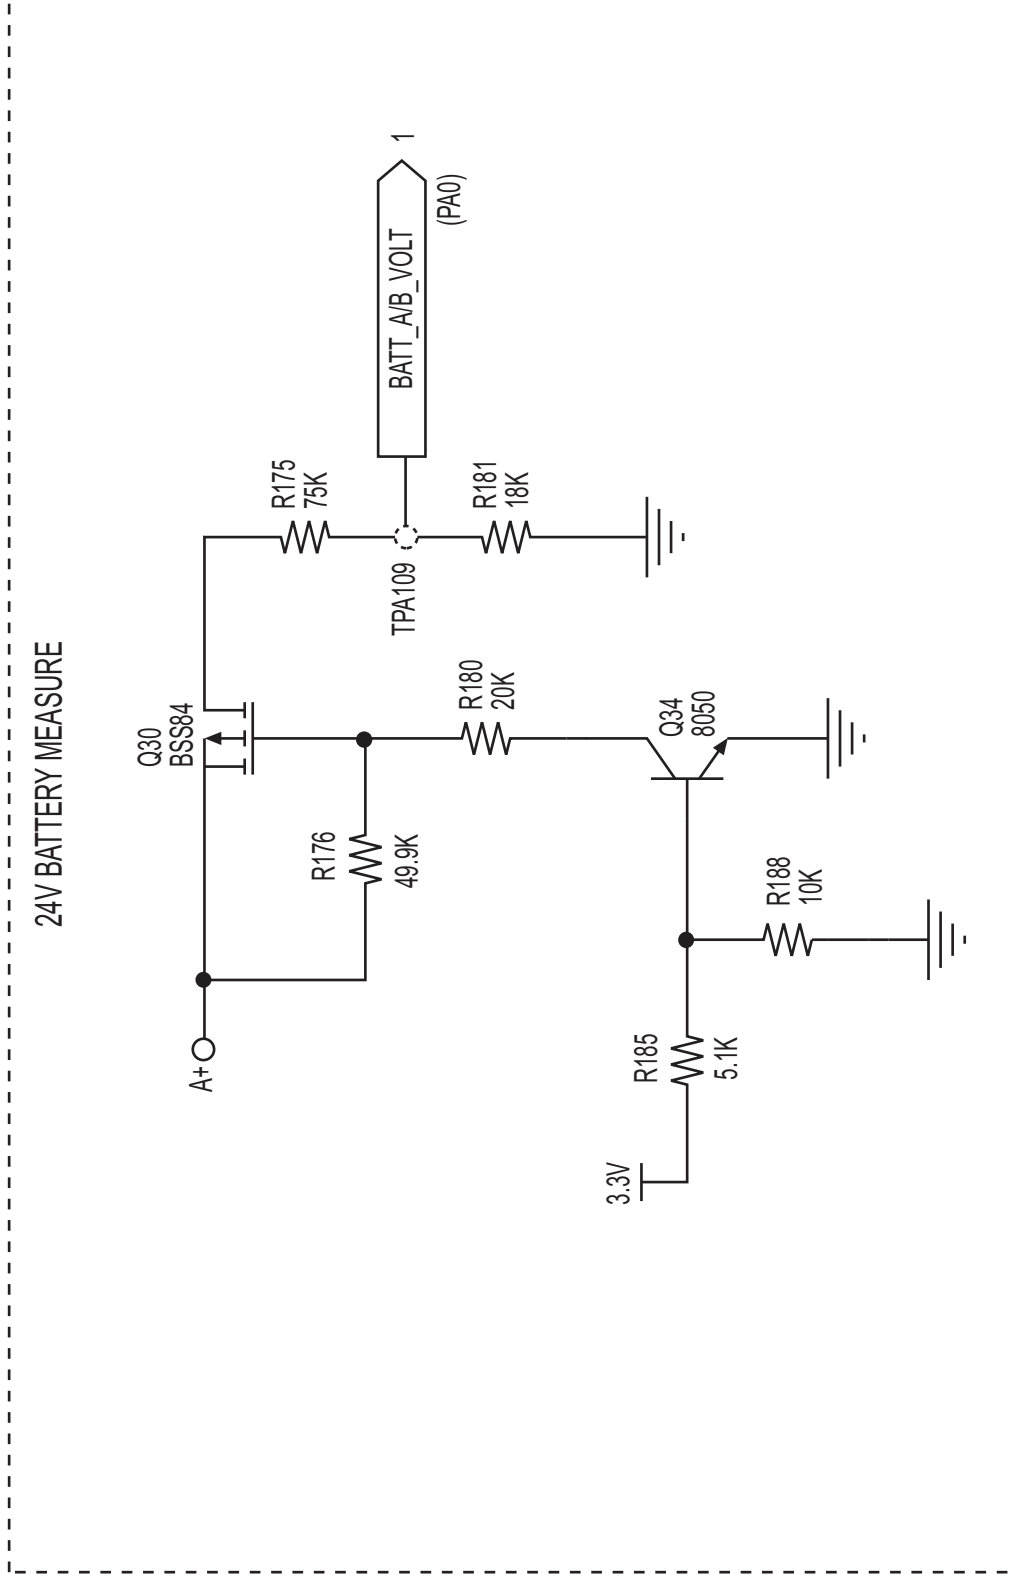 24V BATTERY MEASURE
Q30
BSS84
A+
R176
49.9K
R175
75K
BATT_A/B_VOLT
1
(PA0)
TPA109
R181
18K
R180
20K
Q34
8050
3.3V
R185
5.1K
R188
10K